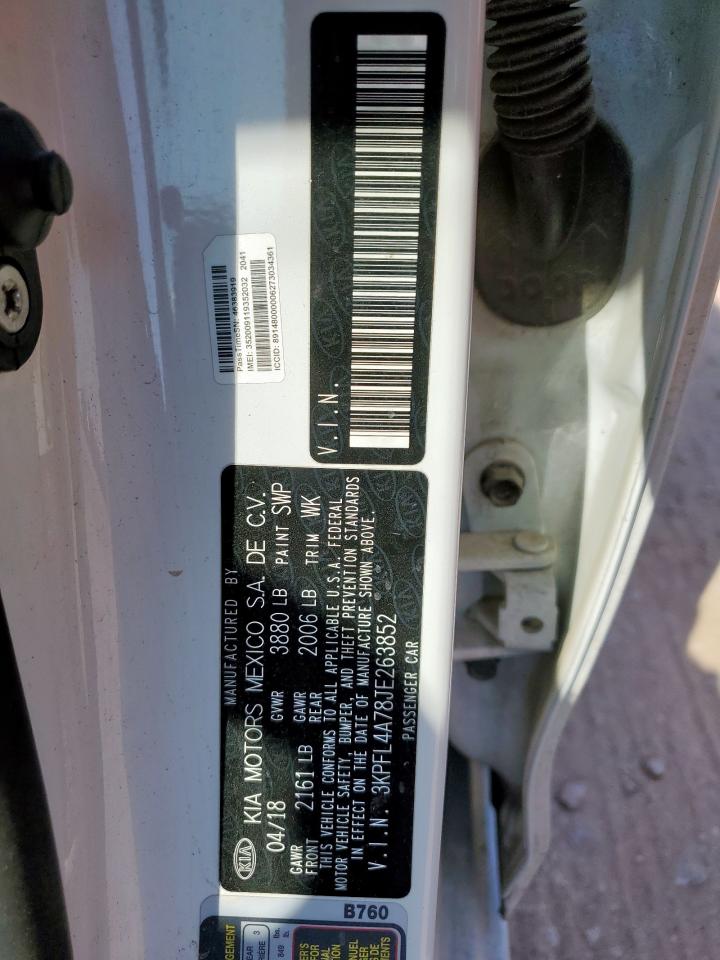 PassTimeSN: 46383919
IMEI: 352009119352032 2041
ICCID: 89148000006273034361
V.I.N.
MANUFACTURED BY
KIA KIA MOTORS MEXICO S.A. DE C.V.
04/18 GVWR 3880 LB PAINT SWP
GAWR FRONT 2161 LB GAWR REAR 2006 LB TRIM WK
THIS VEHICLE CONFORMS TO ALL APPLICABLE U.S.A. FEDERAL
MOTOR VEHICLE SAFETY, BUMPER, AND THEFT PREVENTION STANDARDS
IN EFFECT ON THE DATE OF MANUFACTURE SHOWN ABOVE.
V.I.N 3KPFL4A78JE263852
PASSENGER CAR
B760